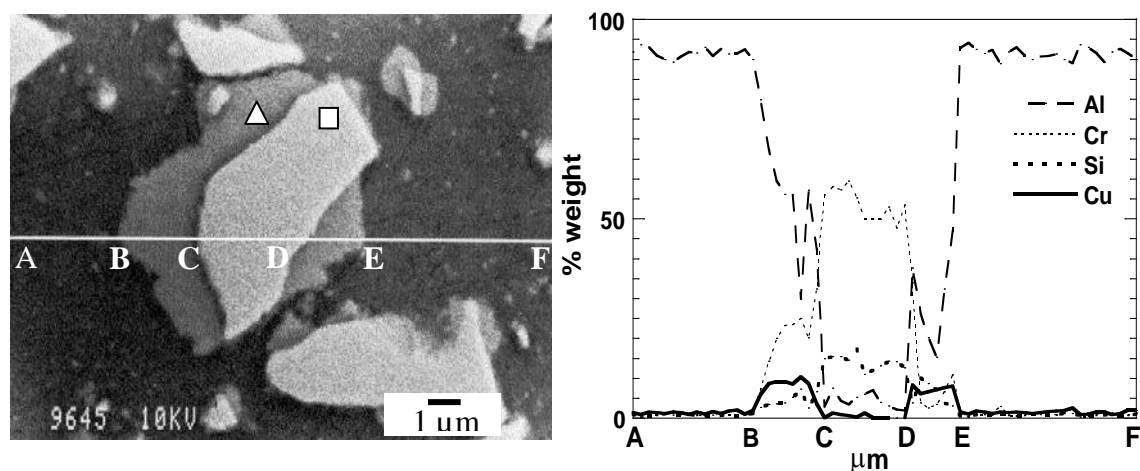 A B C D E F
9645 10KV
1 um
100
50
0
% weight
Al
Cr
Si
Cu
A B C D E F
μm